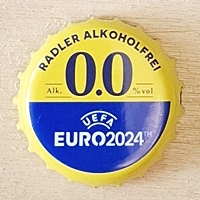 RADLER ALKOHOLFREI
0.0
Alk. % vol
UEFA
EURO2024™